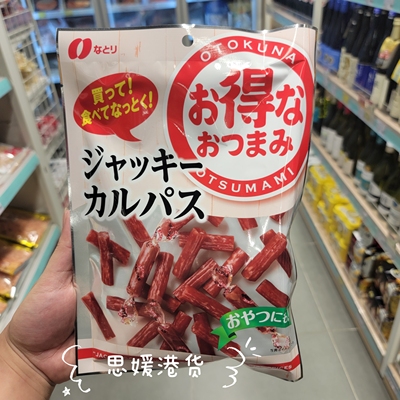 なとり
OTOKUNA
買って!
食べてなっとく!
お得な
おつまみ
OTSUMAMI
ジャッキー
カルパス
おやつにも
思媛港货